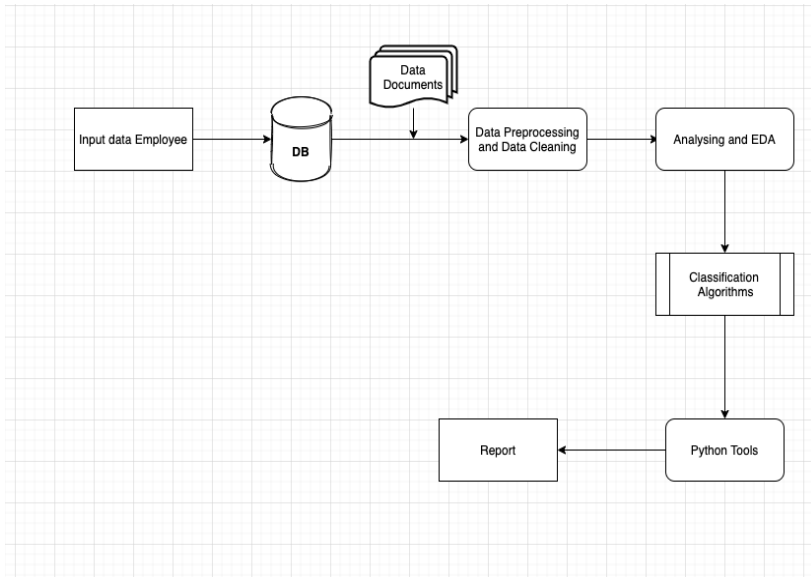 Data
Documents
Input data Employee
DB
Data Preprocessing
and Data Cleaning
Analysing and EDA
Classification
Algorithms
Report
Python Tools